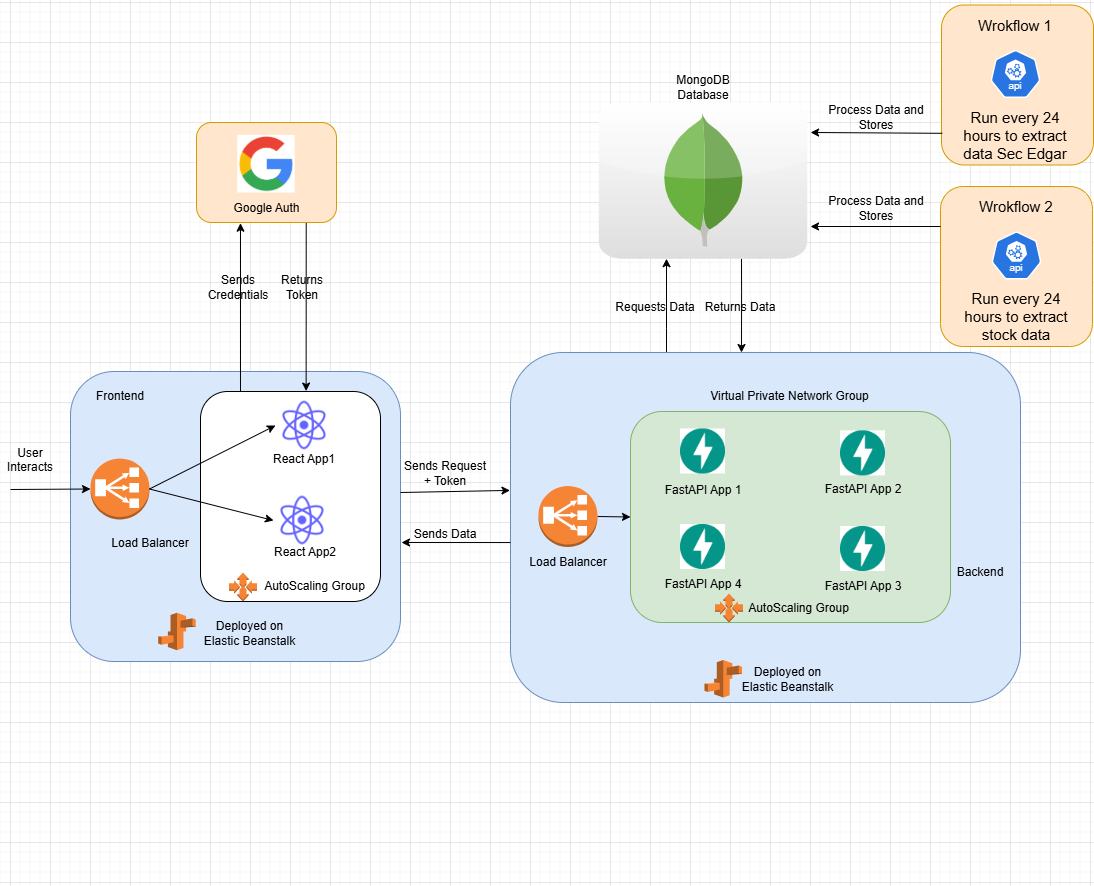 Wrokflow 1
api
Run every 24
hours to extract
data Sec Edgar
MongoDB
Database
Process Data and
Stores
Google Auth
Wrokflow 2
api
Run every 24
hours to extract
stock data
Process Data and
Stores
Sends
Credentials
Returns
Token
Requests Data
Returns Data
Frontend
Virtual Private Network Group
User
Interacts
React App1
Load Balancer
React App2
AutoScaling Group
Deployed on
Elastic Beanstalk
Sends Request
+ Token
Sends Data
FastAPI App 1
FastAPI App 2
Load Balancer
FastAPI App 4
FastAPI App 3
Backend
AutoScaling Group
Deployed on
Elastic Beanstalk